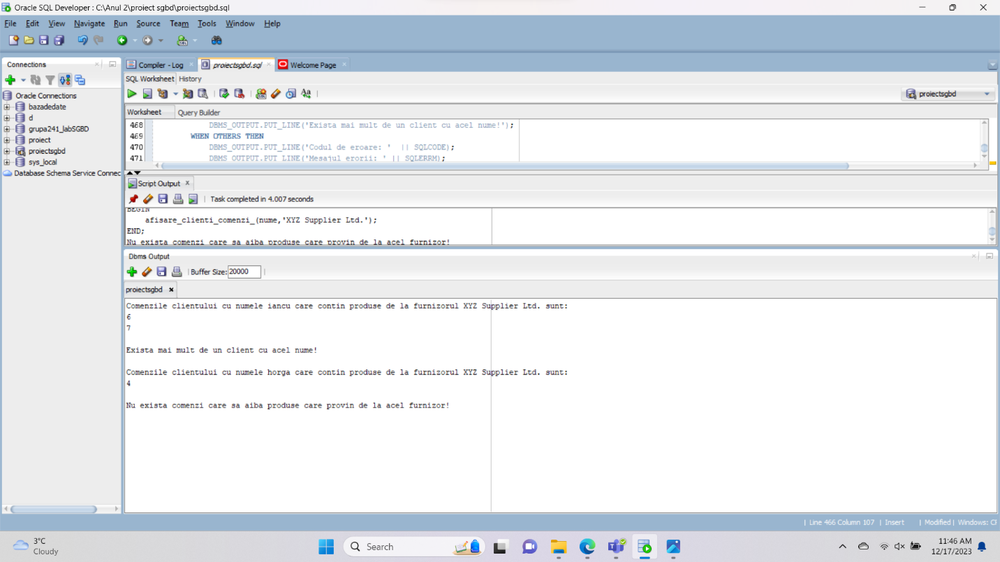 Oracle SQL Developer : C:\Anul 2\proiect sgbd\proiectsgbd.sql
File Edit View Navigate Run Source Team Tools Window Help
Connections
Oracle Connections
bazadedate
d
grupa241_labSGBD
proiect
proiectsgbd
sys_local
Database Schema Service Connec
Compiler - Log
proiectsgbd.sql
Welcome Page
SQL Worksheet History
proiectsgbd
Worksheet Query Builder
468 DBMS_OUTPUT.PUT_LINE('Exista mai mult de un client cu acel nume!');
469 WHEN OTHERS THEN
470 DBMS_OUTPUT.PUT_LINE('Codul de eroare: ' || SQLCODE);
471 DBMS_OUTPUT.PUT_LINE('Mesajul erorii: ' || SQLERRM);
Script Output
Task completed in 4.007 seconds
BEGIN
afisare_clienti_comenzi_(nume,'XYZ Supplier Ltd.');
END;
Nu exista comenzi care sa aiba produse care provin de la acel furnizor!
Dbms Output
Buffer Size: 20000
proiectsgbd
Comenzile clientului cu numele iancu care contin produse de la furnizorul XYZ Supplier Ltd. sunt:
6
7
Exista mai mult de un client cu acel nume!
Comenzile clientului cu numele horga care contin produse de la furnizorul XYZ Supplier Ltd. sunt:
4
Nu exista comenzi care sa aiba produse care provin de la acel furnizor!
| Line 466 Column 107 | Insert | Modified | Windows: CF
3°C
Cloudy
Search
11:46 AM
12/17/2023